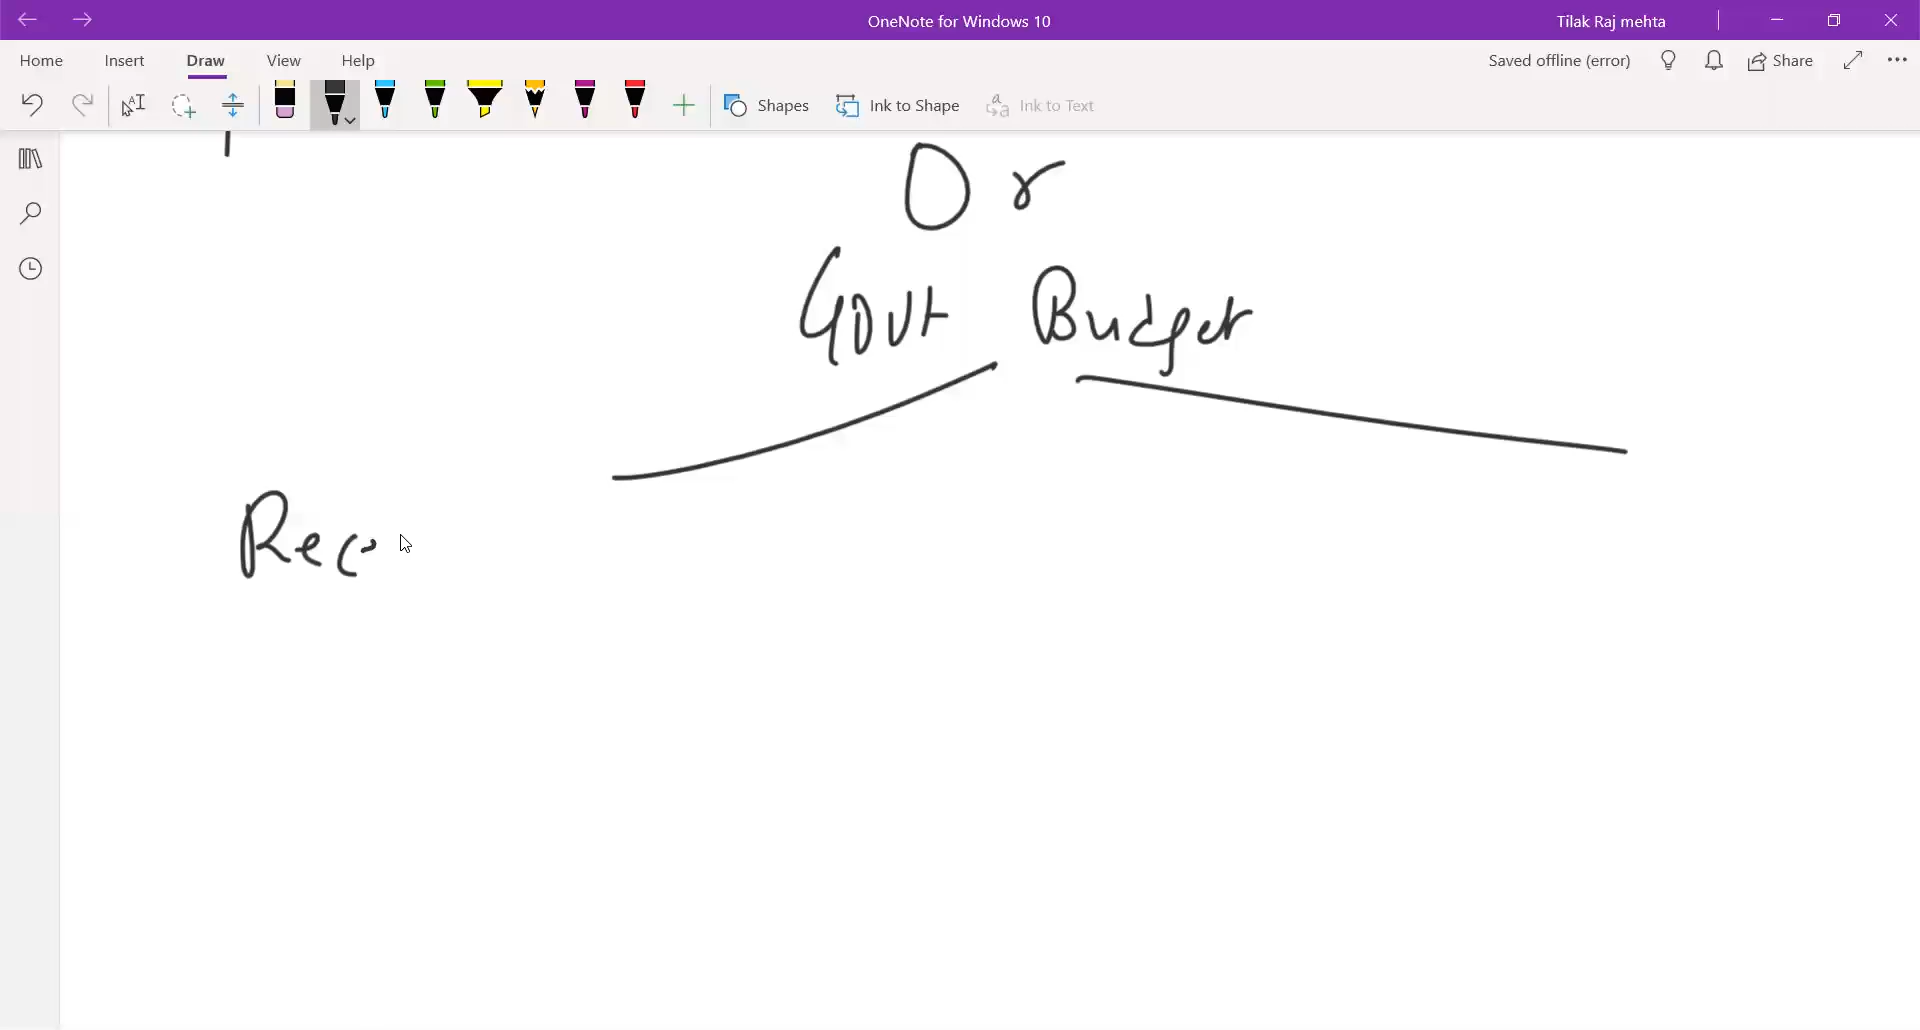 OneNote for Windows 10
Tilak Raj mehta
Home Insert Draw View Help
Saved offline (error) Share
Shapes Ink to Shape Ink to Text
Or
Govt Budget
Rec